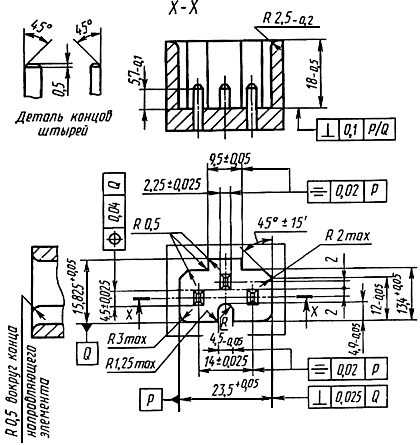 X-X
45°
45°
0,5
Деталь концов
штырей
R 2,5-0,2
5,7-0,1
18-0,5
⊥ 0,1 P/Q
9,5±0,05
2,25±0,025
0,02 P
⌖ 0,04 Q
R 0,5
45° ± 15'
R 2 max
15,825+0,05
4,5±0,025
X
X
2
2
12-0,05
13,4+0,05
4,9-0,05
R 3 max
R 1,25 max
R
4,5-0,05
14±0,025
0,02 P
Q
P
23,5+0,05
⊥ 0,025 Q
R 0,5 вокруг конца
направляющего
элемента